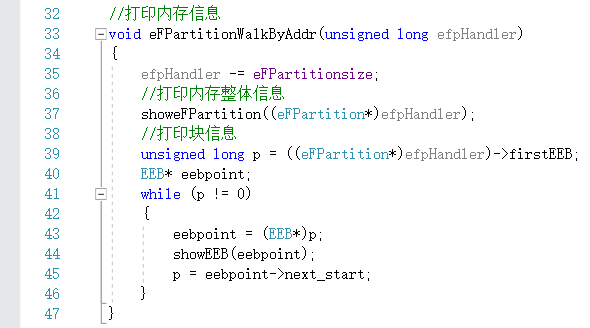 32 //打印内存信息
33 void eFPartitionWalkByAddr(unsigned long efpHandler)
34 {
35 efpHandler -= eFPartitionsize;
36 //打印内存整体信息
37 showeFPartition((eFPartition*)efpHandler);
38 //打印块信息
39 unsigned long p = ((eFPartition*)efpHandler)->firstEEB;
40 EEB* eebpoint;
41 while (p != 0)
42 {
43 eebpoint = (EEB*)p;
44 showEEB(eebpoint);
45 p = eebpoint->next_start;
46 }
47 }